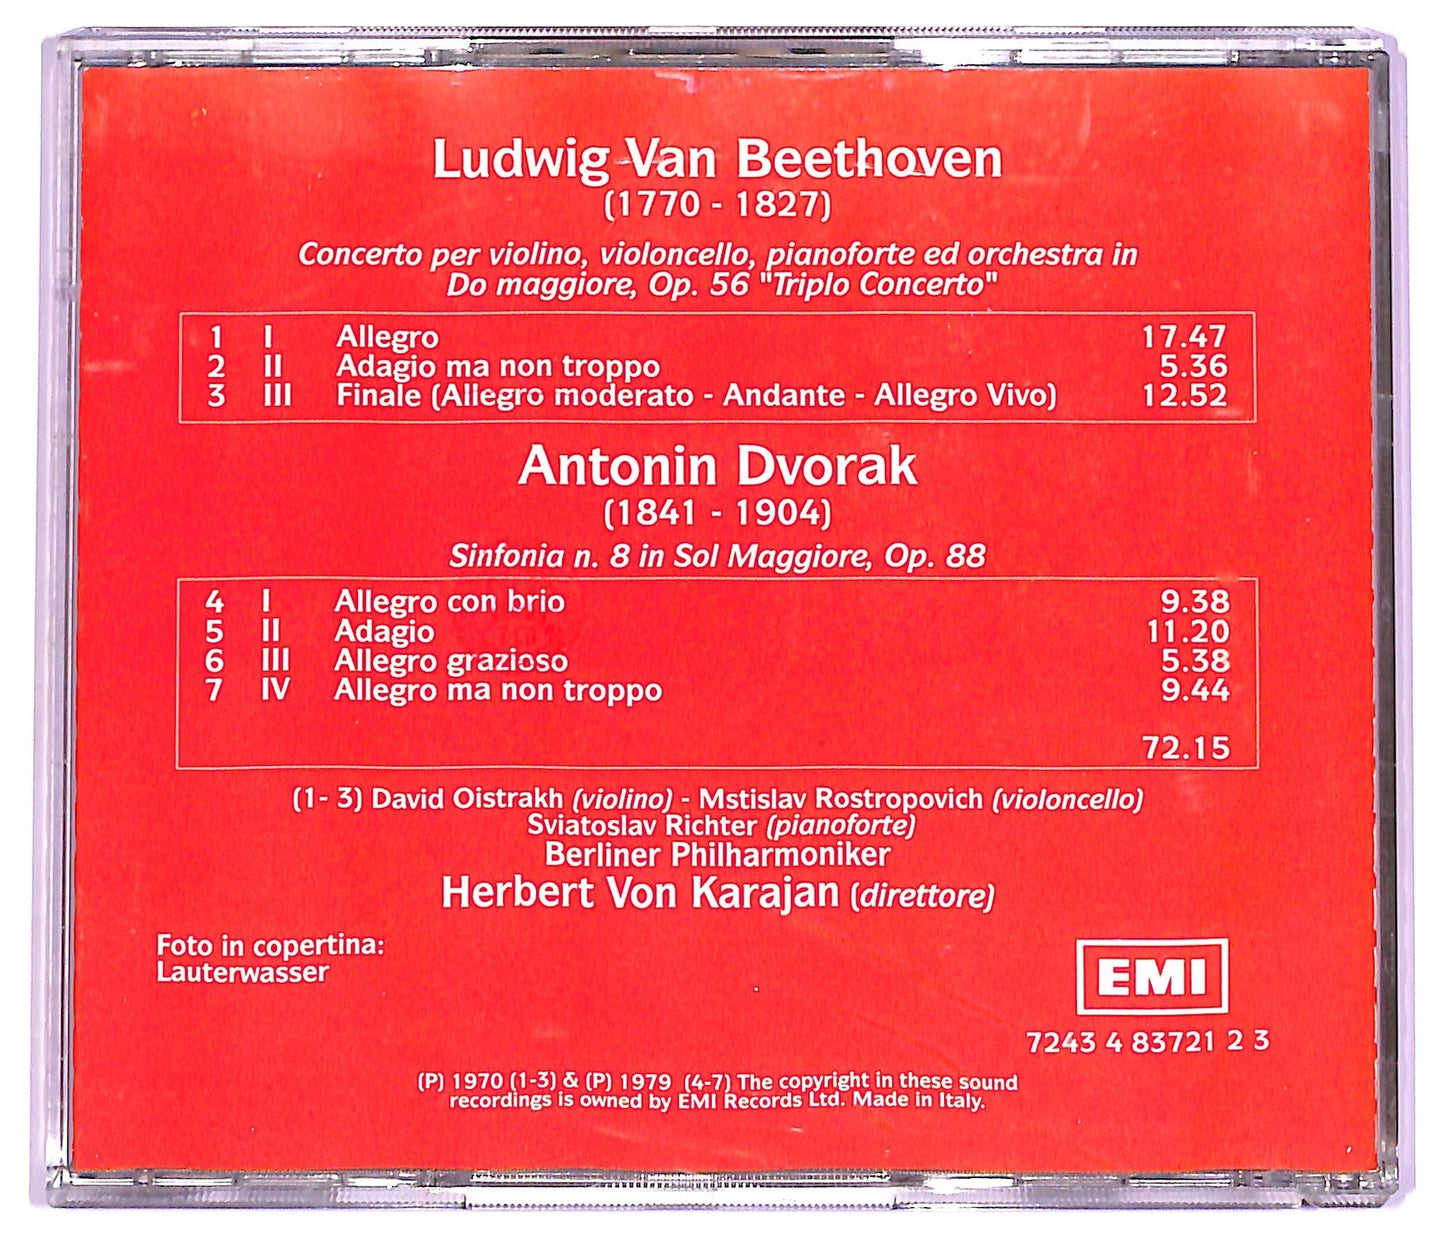 Ludwig Van Beethoven
(1770 - 1827)
Concerto per violino, violoncello, pianoforte ed orchestra in
Do maggiore, Op. 56 "Triplo Concerto"
1 I Allegro 17.47
2 II Adagio ma non troppo 5.36
3 III Finale (Allegro moderato - Andante - Allegro Vivo) 12.52
Antonin Dvorak
(1841 - 1904)
Sinfonia n. 8 in Sol Maggiore, Op. 88
4 I Allegro con brio 9.38
5 II Adagio 11.20
6 III Allegro grazioso 5.38
7 IV Allegro ma non troppo 9.44
72.15
(1- 3) David Oistrakh (violino) - Mstislav Rostropovich (violoncello)
Sviatoslav Richter (pianoforte)
Berliner Philharmoniker
Herbert Von Karajan (direttore)
Foto in copertina:
Lauterwasser
EMI
7243 4 83721 2 3
(P) 1970 (1-3) & (P) 1979 (4-7) The copyright in these sound
recordings is owned by EMI Records Ltd. Made in Italy.